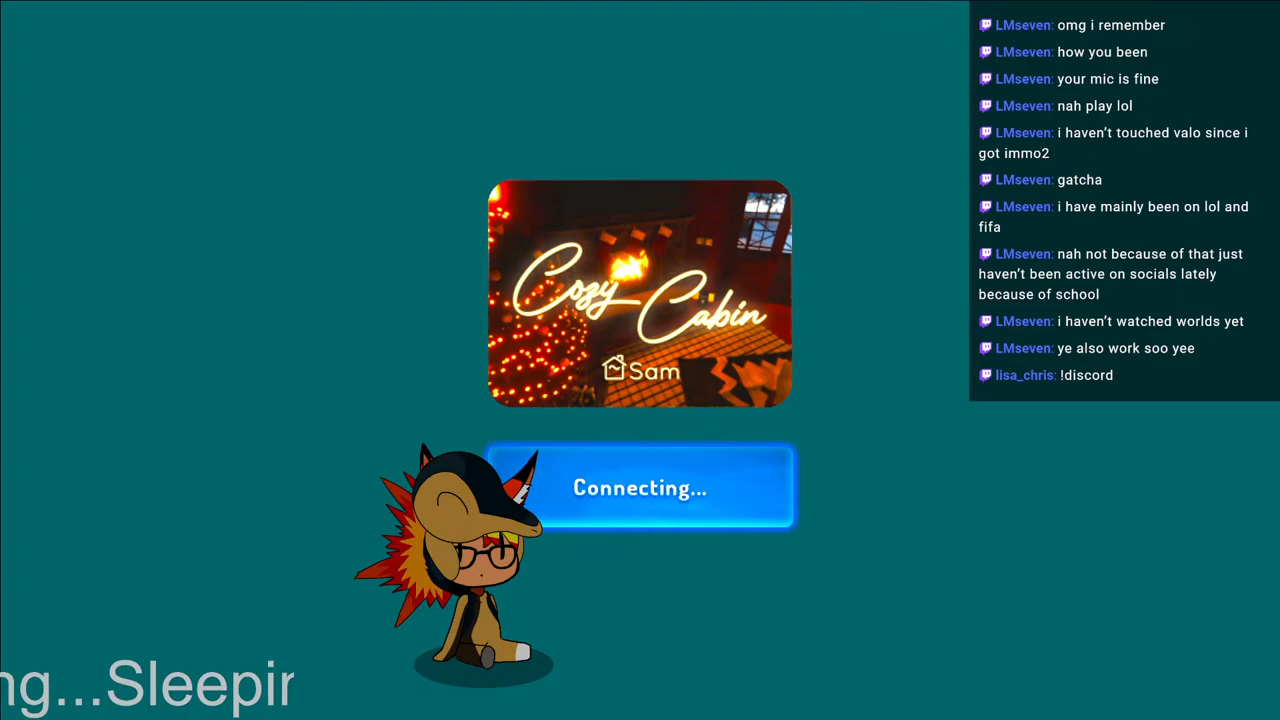 LMseven: omg i remember
LMseven: how you been
LMseven: your mic is fine
LMseven: nah play lol
LMseven: i haven't touched valo since i
got immo2
LMseven: gatcha
LMseven: i have mainly been on lol and
fifa
LMseven: nah not because of that just
haven't been active on socials lately
because of school
LMseven: i haven't watched worlds yet
LMseven: ye also work soo yee
lisa_chris: !discord
Cozy Cabin
Sam
Connecting...
ng...Sleepin